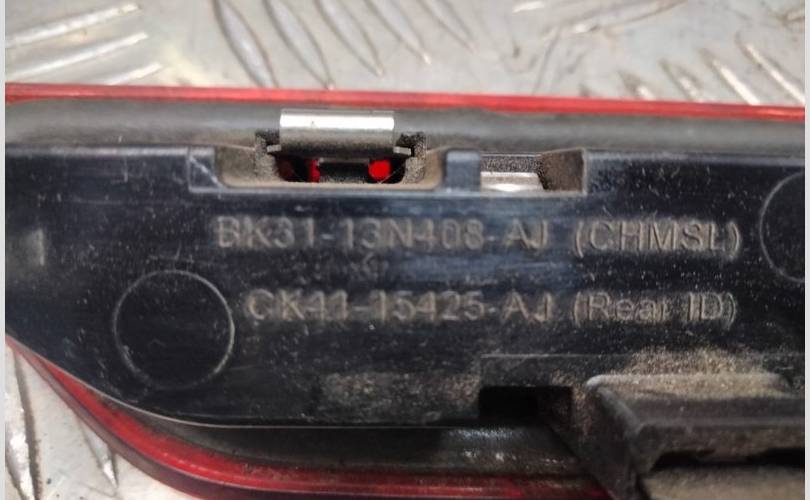 BK31-13N408-AJ (CHMSL)
CK41-15425-AJ (Rear ID)